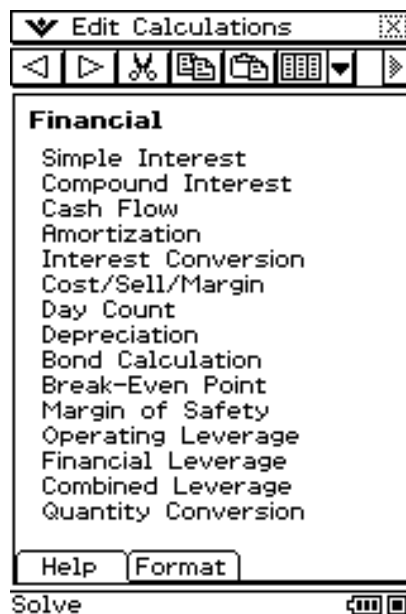 Edit Calculations
Financial
Simple Interest
Compound Interest
Cash Flow
Amortization
Interest Conversion
Cost/Sell/Margin
Day Count
Depreciation
Bond Calculation
Break-Even Point
Margin of Safety
Operating Leverage
Financial Leverage
Combined Leverage
Quantity Conversion
Help Format
Solve